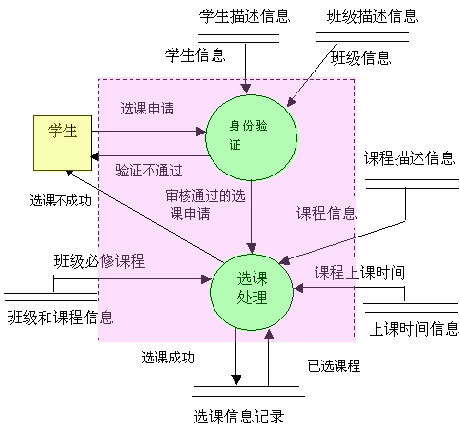 学生描述信息
班级描述信息
学生信息
班级信息
选课申请
学生
身份验
证
验证不通过
课程描述信息
选课不成功
审核通过的选
课申请
课程信息
班级必修课程
选课
处理
课程上课时间
班级和课程信息
上课时间信息
选课成功
已选课程
选课信息记录